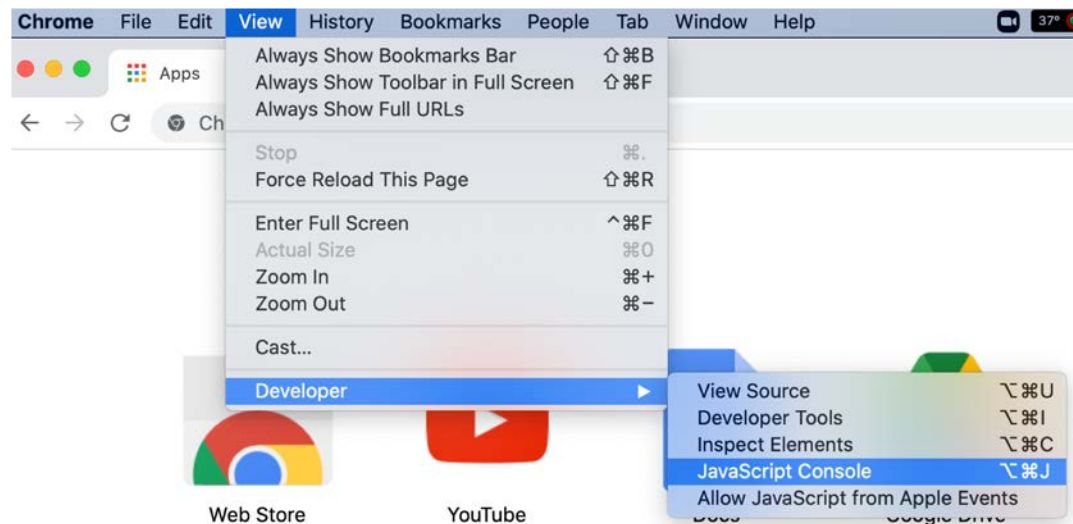 Chrome File Edit View History Bookmarks People Tab Window Help 37°
Apps
Always Show Bookmarks Bar ⇧⌘B
Always Show Toolbar in Full Screen ⇧⌘F
Always Show Full URLs
Ch
Stop ⌘.
Force Reload This Page ⇧⌘R
Enter Full Screen ^⌘F
Actual Size ⌘0
Zoom In ⌘+
Zoom Out ⌘−
Cast...
Developer ▶
View Source ⌥⌘U
Developer Tools ⌥⌘I
Inspect Elements ⌥⌘C
JavaScript Console ⌥⌘J
Allow JavaScript from Apple Events
Web Store YouTube Docs Google Drive